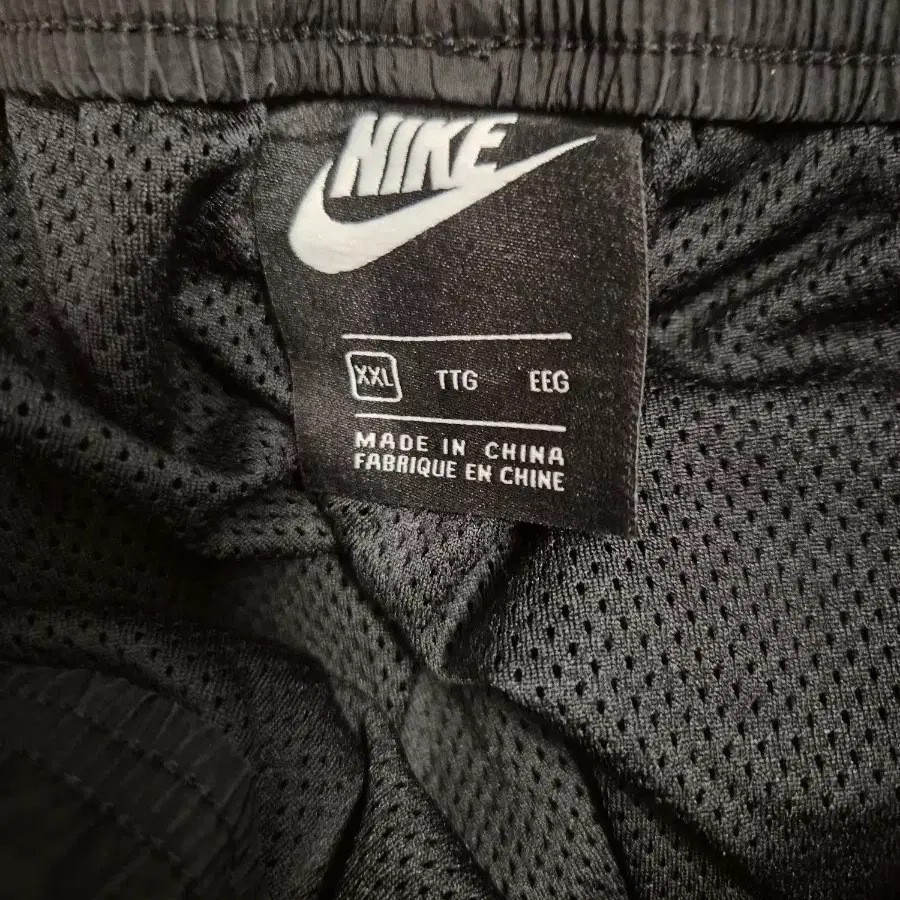 NIKE
XXL TTG EEG
MADE IN CHINA
FABRIQUE EN CHINE